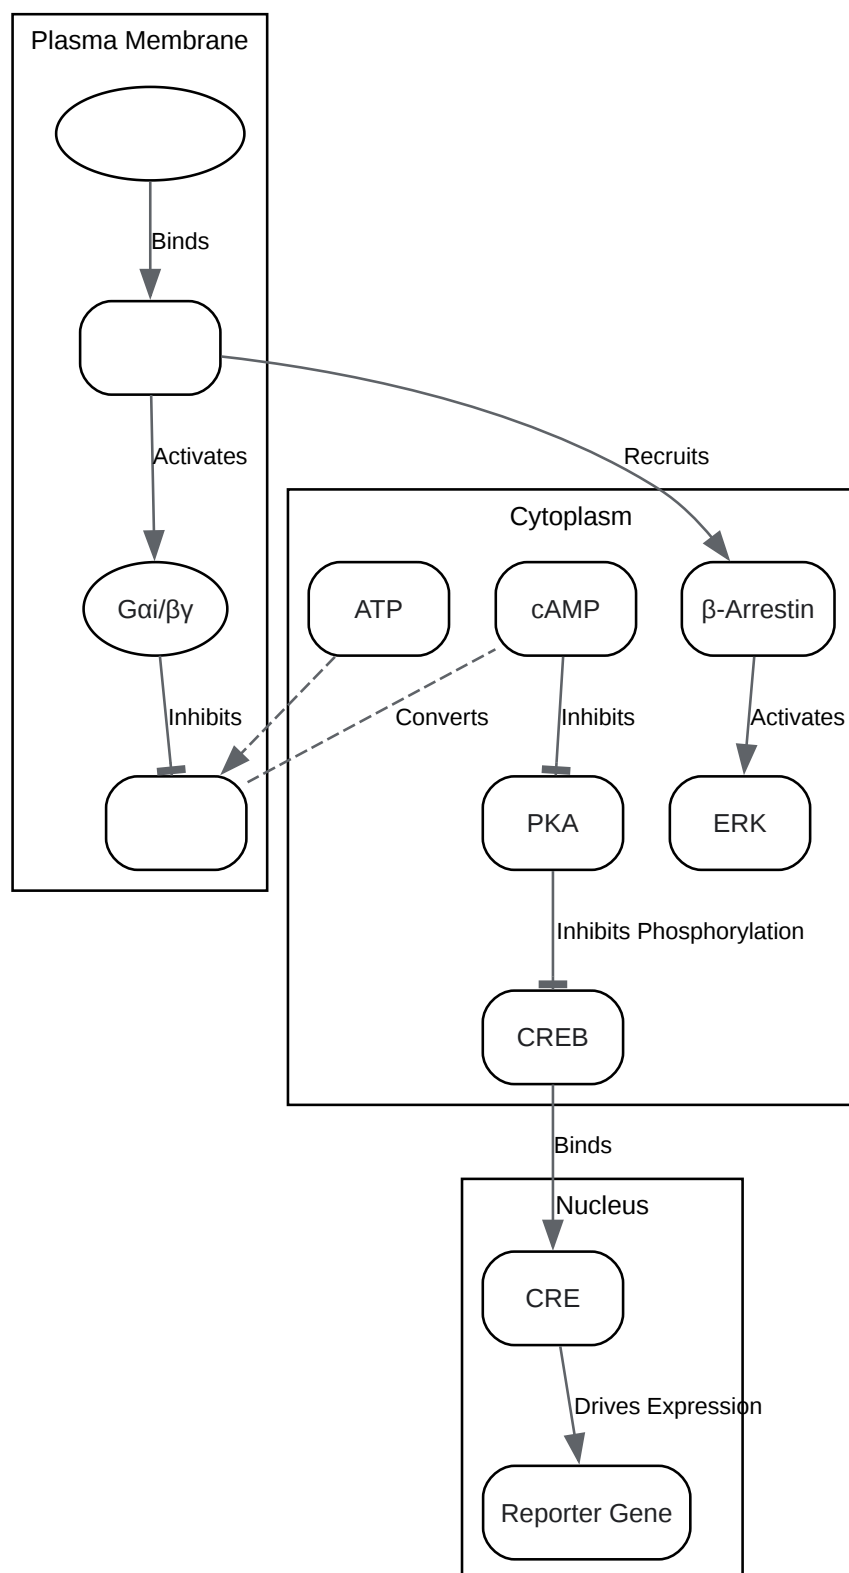 Plasma Membrane
Binds
Activates
Recruits
Cytoplasm
Gαi/βγ
ATP
cAMP
β-Arrestin
Inhibits
Converts
Inhibits
Activates
PKA
ERK
Inhibits Phosphorylation
CREB
Binds
Nucleus
CRE
Drives Expression
Reporter Gene